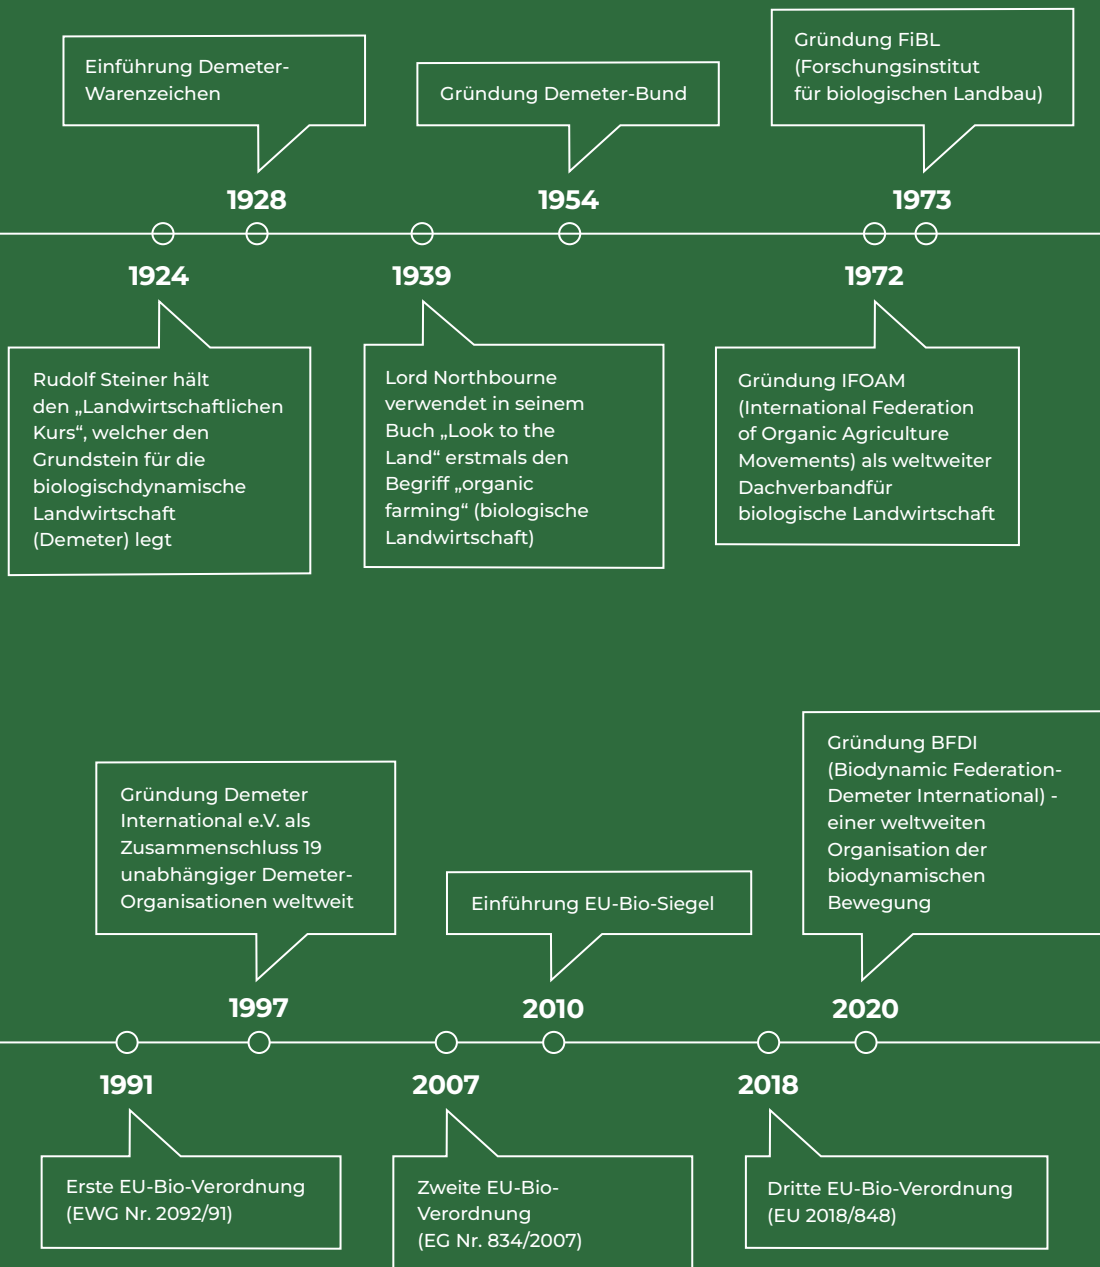 Einführung Demeter-
Warenzeichen
Gründung Demeter-Bund
Gründung FiBL
(Forschungsinstitut
für biologischen Landbau)
1928
1954
1973
1924
1939
1972
Rudolf Steiner hält
den „Landwirtschaftlichen
Kurs“, welcher den
Grundstein für die
biologischdynamische
Landwirtschaft
(Demeter) legt
Lord Northbourne
verwendet in seinem
Buch „Look to the
Land“ erstmals den
Begriff „organic
farming“ (biologische
Landwirtschaft)
Gründung IFOAM
(International Federation
of Organic Agriculture
Movements) als weltweiter
Dachverbandfür
biologische Landwirtschaft
Gründung Demeter
International e.V. als
Zusammenschluss 19
unabhängiger Demeter-
Organisationen weltweit
Einführung EU-Bio-Siegel
Gründung BFDI
(Biodynamic Federation-
Demeter International) -
einer weltweiten
Organisation der
biodynamischen
Bewegung
1997
2010
2020
1991
2007
2018
Erste EU-Bio-Verordnung
(EWG Nr. 2092/91)
Zweite EU-Bio-
Verordnung
(EG Nr. 834/2007)
Dritte EU-Bio-Verordnung
(EU 2018/848)